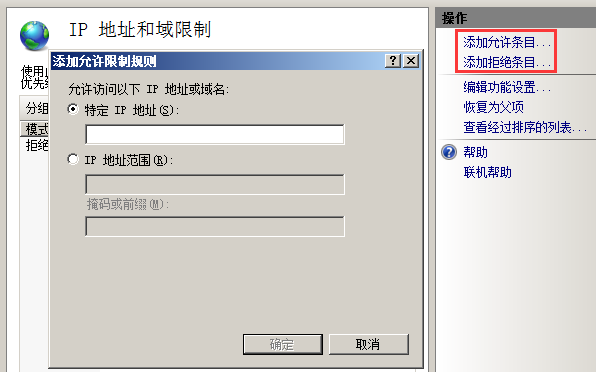 IP 地址和域限制
使用
优先
分组
模式
拒绝
添加允许限制规则
允许访问以下 IP 地址或域名:
特定 IP 地址(S):
IP 地址范围(R):
掩码或前缀(M):
确定
取消
操作
添加允许条目...
添加拒绝条目...
编辑功能设置...
恢复为父项
查看经过排序的列表...
帮助
联机帮助